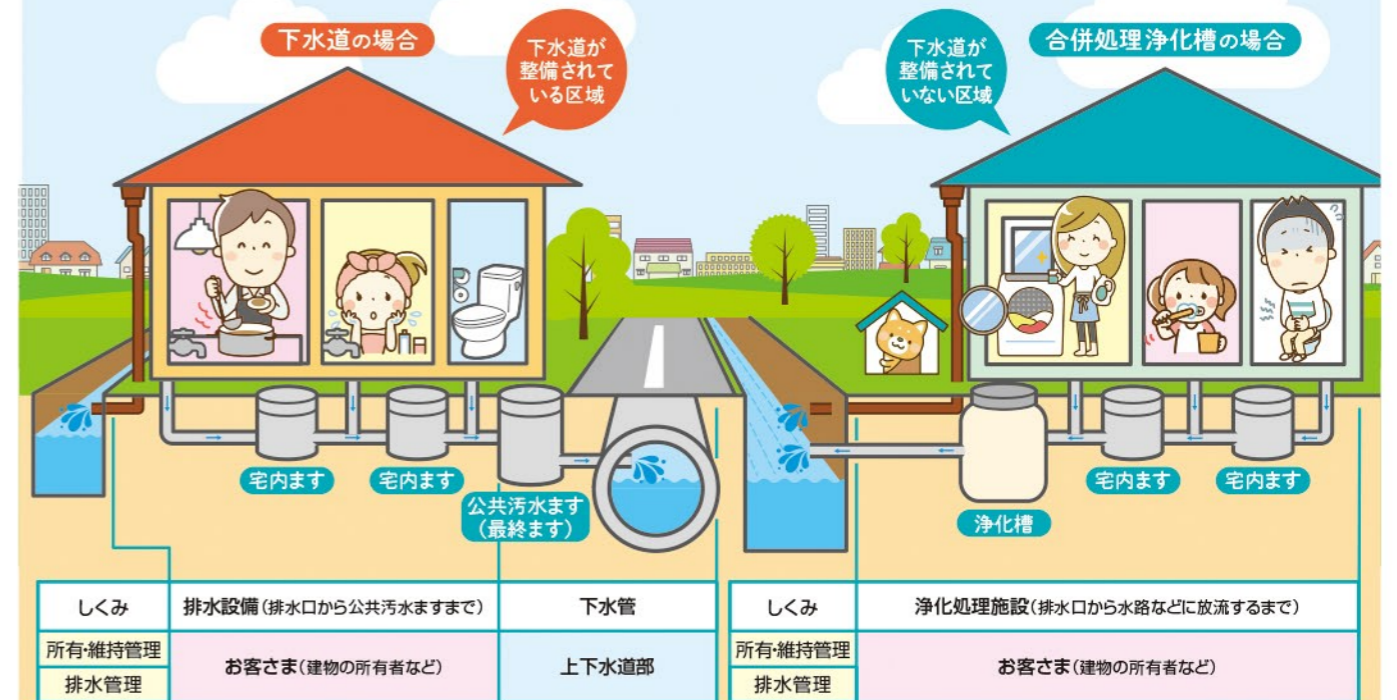 下水道の場合
下水道が
整備されて
いる区域
下水道が
整備されて
いない区域
合併処理浄化槽の場合
宅内ます
宅内ます
公共汚水ます
(最終ます)
浄化槽
宅内ます
宅内ます
しくみ
排水設備(排水口から公共汚水ますまで)
下水管
所有・維持管理
排水管理
お客さま(建物の所有者など)
上下水道部
しくみ
浄化処理施設(排水口から水路などに放流するまで)
所有・維持管理
排水管理
お客さま(建物の所有者など)